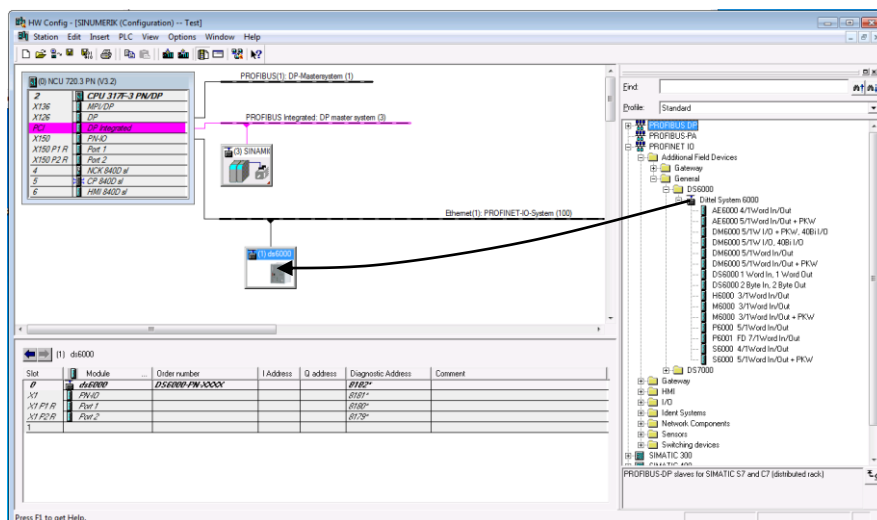 HW Config - [SINUMERIK (Configuration) -- Test]
Station Edit Insert PLC View Options Window Help
(0) NCU 720.3 PN (V3.2)
2 CPU 317F-3 PN/DP
X136 MPI/DP
X126 DP
PCI DP Integrated
X150 PN-IO
X150 P1 R Port 1
X150 P2 R Port 2
4 NCK 840D sl
5 CP 840D sl
6 HMI 840D sl
PROFIBUS(1): DP-Mastersystem (1)
PROFIBUS Integrated: DP master system (3)
(3) SINAMIK
Ethernet(1): PROFINET-IO-System (100)
(1) ds6000
Find:
Profile: Standard
PROFIBUS DP
PROFIBUS-PA
PROFINET IO
Additional Field Devices
Gateway
General
DS6000
Dittel System 6000
AE6000 4/1Word In/Out
AE6000 5/1Word In/Out + PKW
DM6000 5/1W I/O + PKW, 40Bi I/O
DM6000 5/1W I/O, 40Bi I/O
DM6000 5/1Word In/Out
DM6000 5/1Word In/Out + PKW
DS6000 1 Word In, 1 Word Out
DS6000 2 Byte In, 2 Byte Out
H6000 3/1Word In/Out
M6000 3/1Word In/Out
M6000 3/1Word In/Out + PKW
P6000 5/1Word In/Out
P6001 FD 7/1Word In/Out
S6000 4/1Word In/Out
S6000 5/1Word In/Out + PKW
DS7000
Gateway
HMI
I/O
Ident Systems
Network Components
Sensors
Switching devices
SIMATIC 300
SIMATIC 400
PROFIBUS-DP slaves for SIMATIC S7 and C7 (distributed rack)
(1) ds6000
Slot Module ... Order number I Address Q address Diagnostic Address Comment
0 ds6000 DS6000-PN-XXXX 8182*
X1 PN-IO 8181*
X1 P1 R Port 1 8180*
X1 P2 R Port 2 8179*
1
Press F1 to get Help.